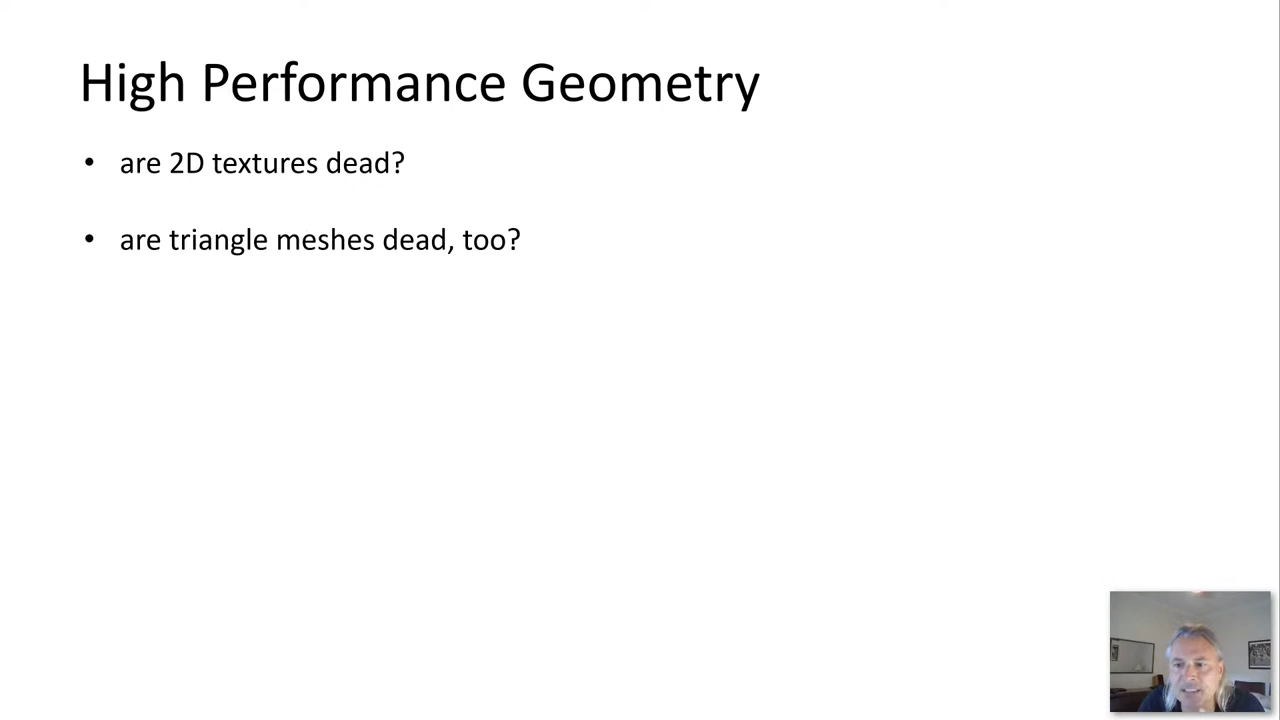 High Performance Geometry
• are 2D textures dead?
• are triangle meshes dead, too?